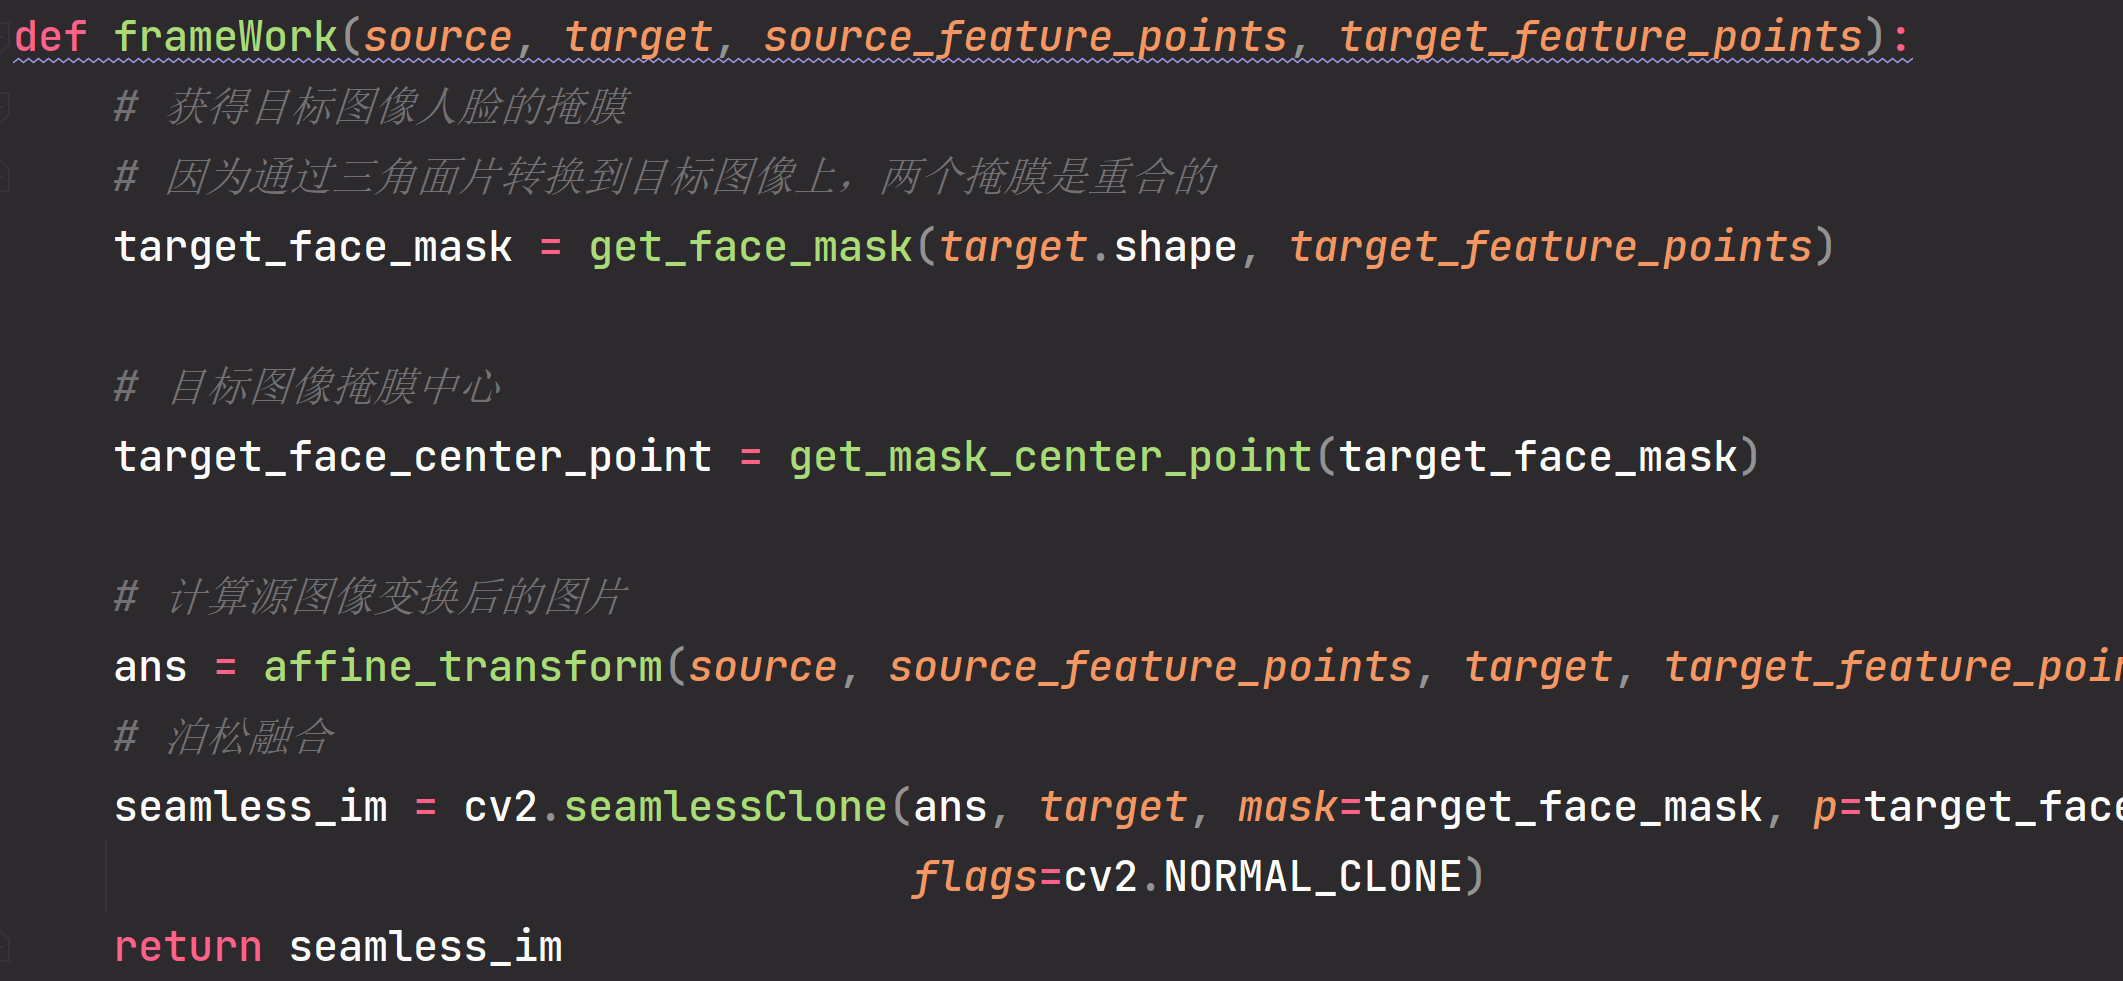 def frameWork(source, target, source_feature_points, target_feature_points):
# 获得目标图像人脸的掩膜
# 因为通过三角面片转换到目标图像上，两个掩膜是重合的
target_face_mask = get_face_mask(target.shape, target_feature_points)
# 目标图像掩膜中心
target_face_center_point = get_mask_center_point(target_face_mask)
# 计算源图像变换后的图片
ans = affine_transform(source, source_feature_points, target, target_feature_poin
# 泊松融合
seamless_im = cv2.seamlessClone(ans, target, mask=target_face_mask, p=target_face
flags=cv2.NORMAL_CLONE)
return seamless_im